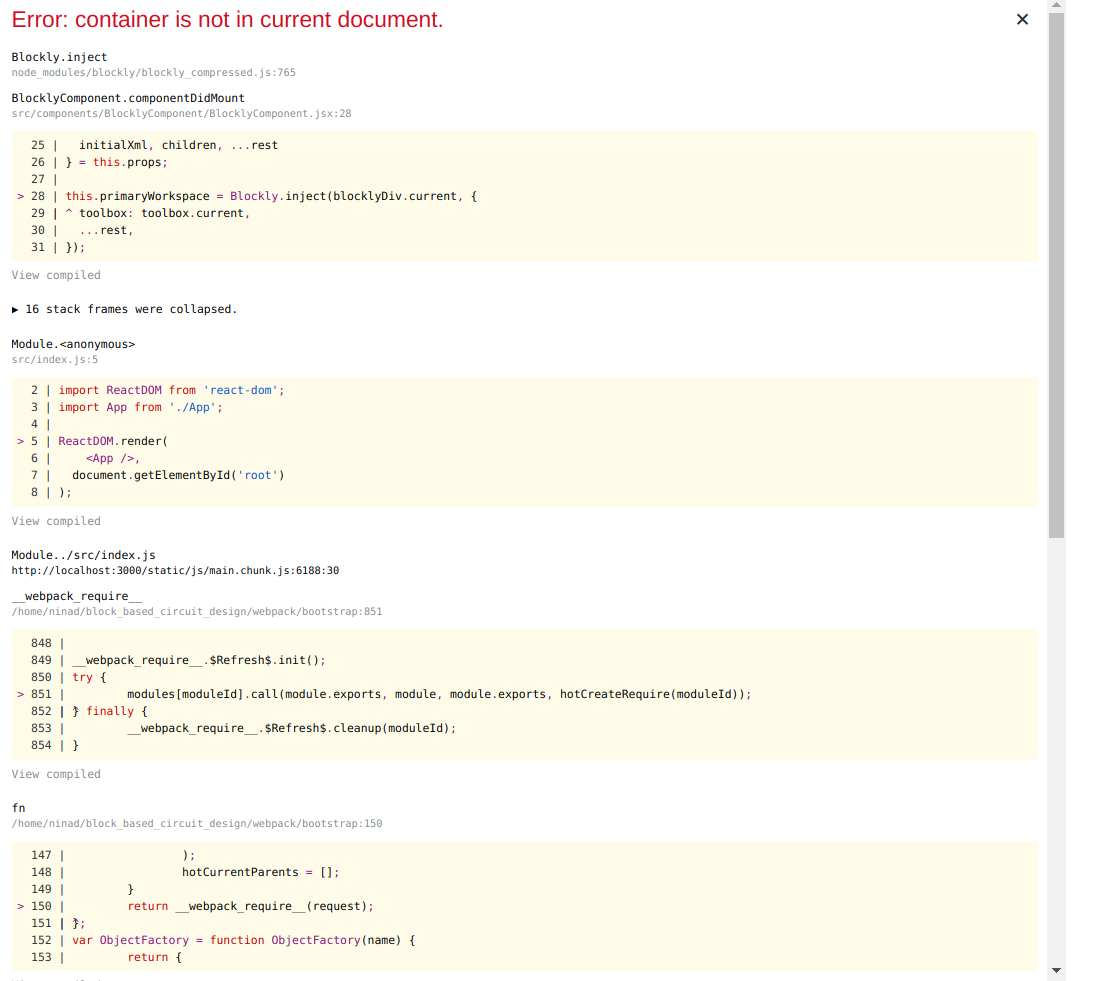 Error: container is not in current document.
×
Blockly.inject
node_modules/blockly/blockly_compressed.js:765
BlocklyComponent.componentDidMount
src/components/BlocklyComponent/BlocklyComponent.jsx:28
25 |   initialXml, children, ...rest
26 | } = this.props;
27 |
> 28 | this.primaryWorkspace = Blockly.inject(blocklyDiv.current, {
29 | ^ toolbox: toolbox.current,
30 |   ...rest,
31 | });
View compiled
▶ 16 stack frames were collapsed.
Module.<anonymous>
src/index.js:5
2 | import ReactDOM from 'react-dom';
3 | import App from './App';
4 |
> 5 | ReactDOM.render(
6 |     <App />,
7 |   document.getElementById('root')
8 | );
View compiled
Module../src/index.js
http://localhost:3000/static/js/main.chunk.js:6188:30
__webpack_require__
/home/ninad/block_based_circuit_design/webpack/bootstrap:851
848 |
849 | __webpack_require__.$Refresh$.init();
850 | try {
> 851 |         modules[moduleId].call(module.exports, module, module.exports, hotCreateRequire(moduleId));
852 | } finally {
853 |         __webpack_require__.$Refresh$.cleanup(moduleId);
854 | }
View compiled
fn
/home/ninad/block_based_circuit_design/webpack/bootstrap:150
147 |                 );
148 |                 hotCurrentParents = [];
149 |         }
> 150 |         return __webpack_require__(request);
151 | };
152 | var ObjectFactory = function ObjectFactory(name) {
153 |         return {